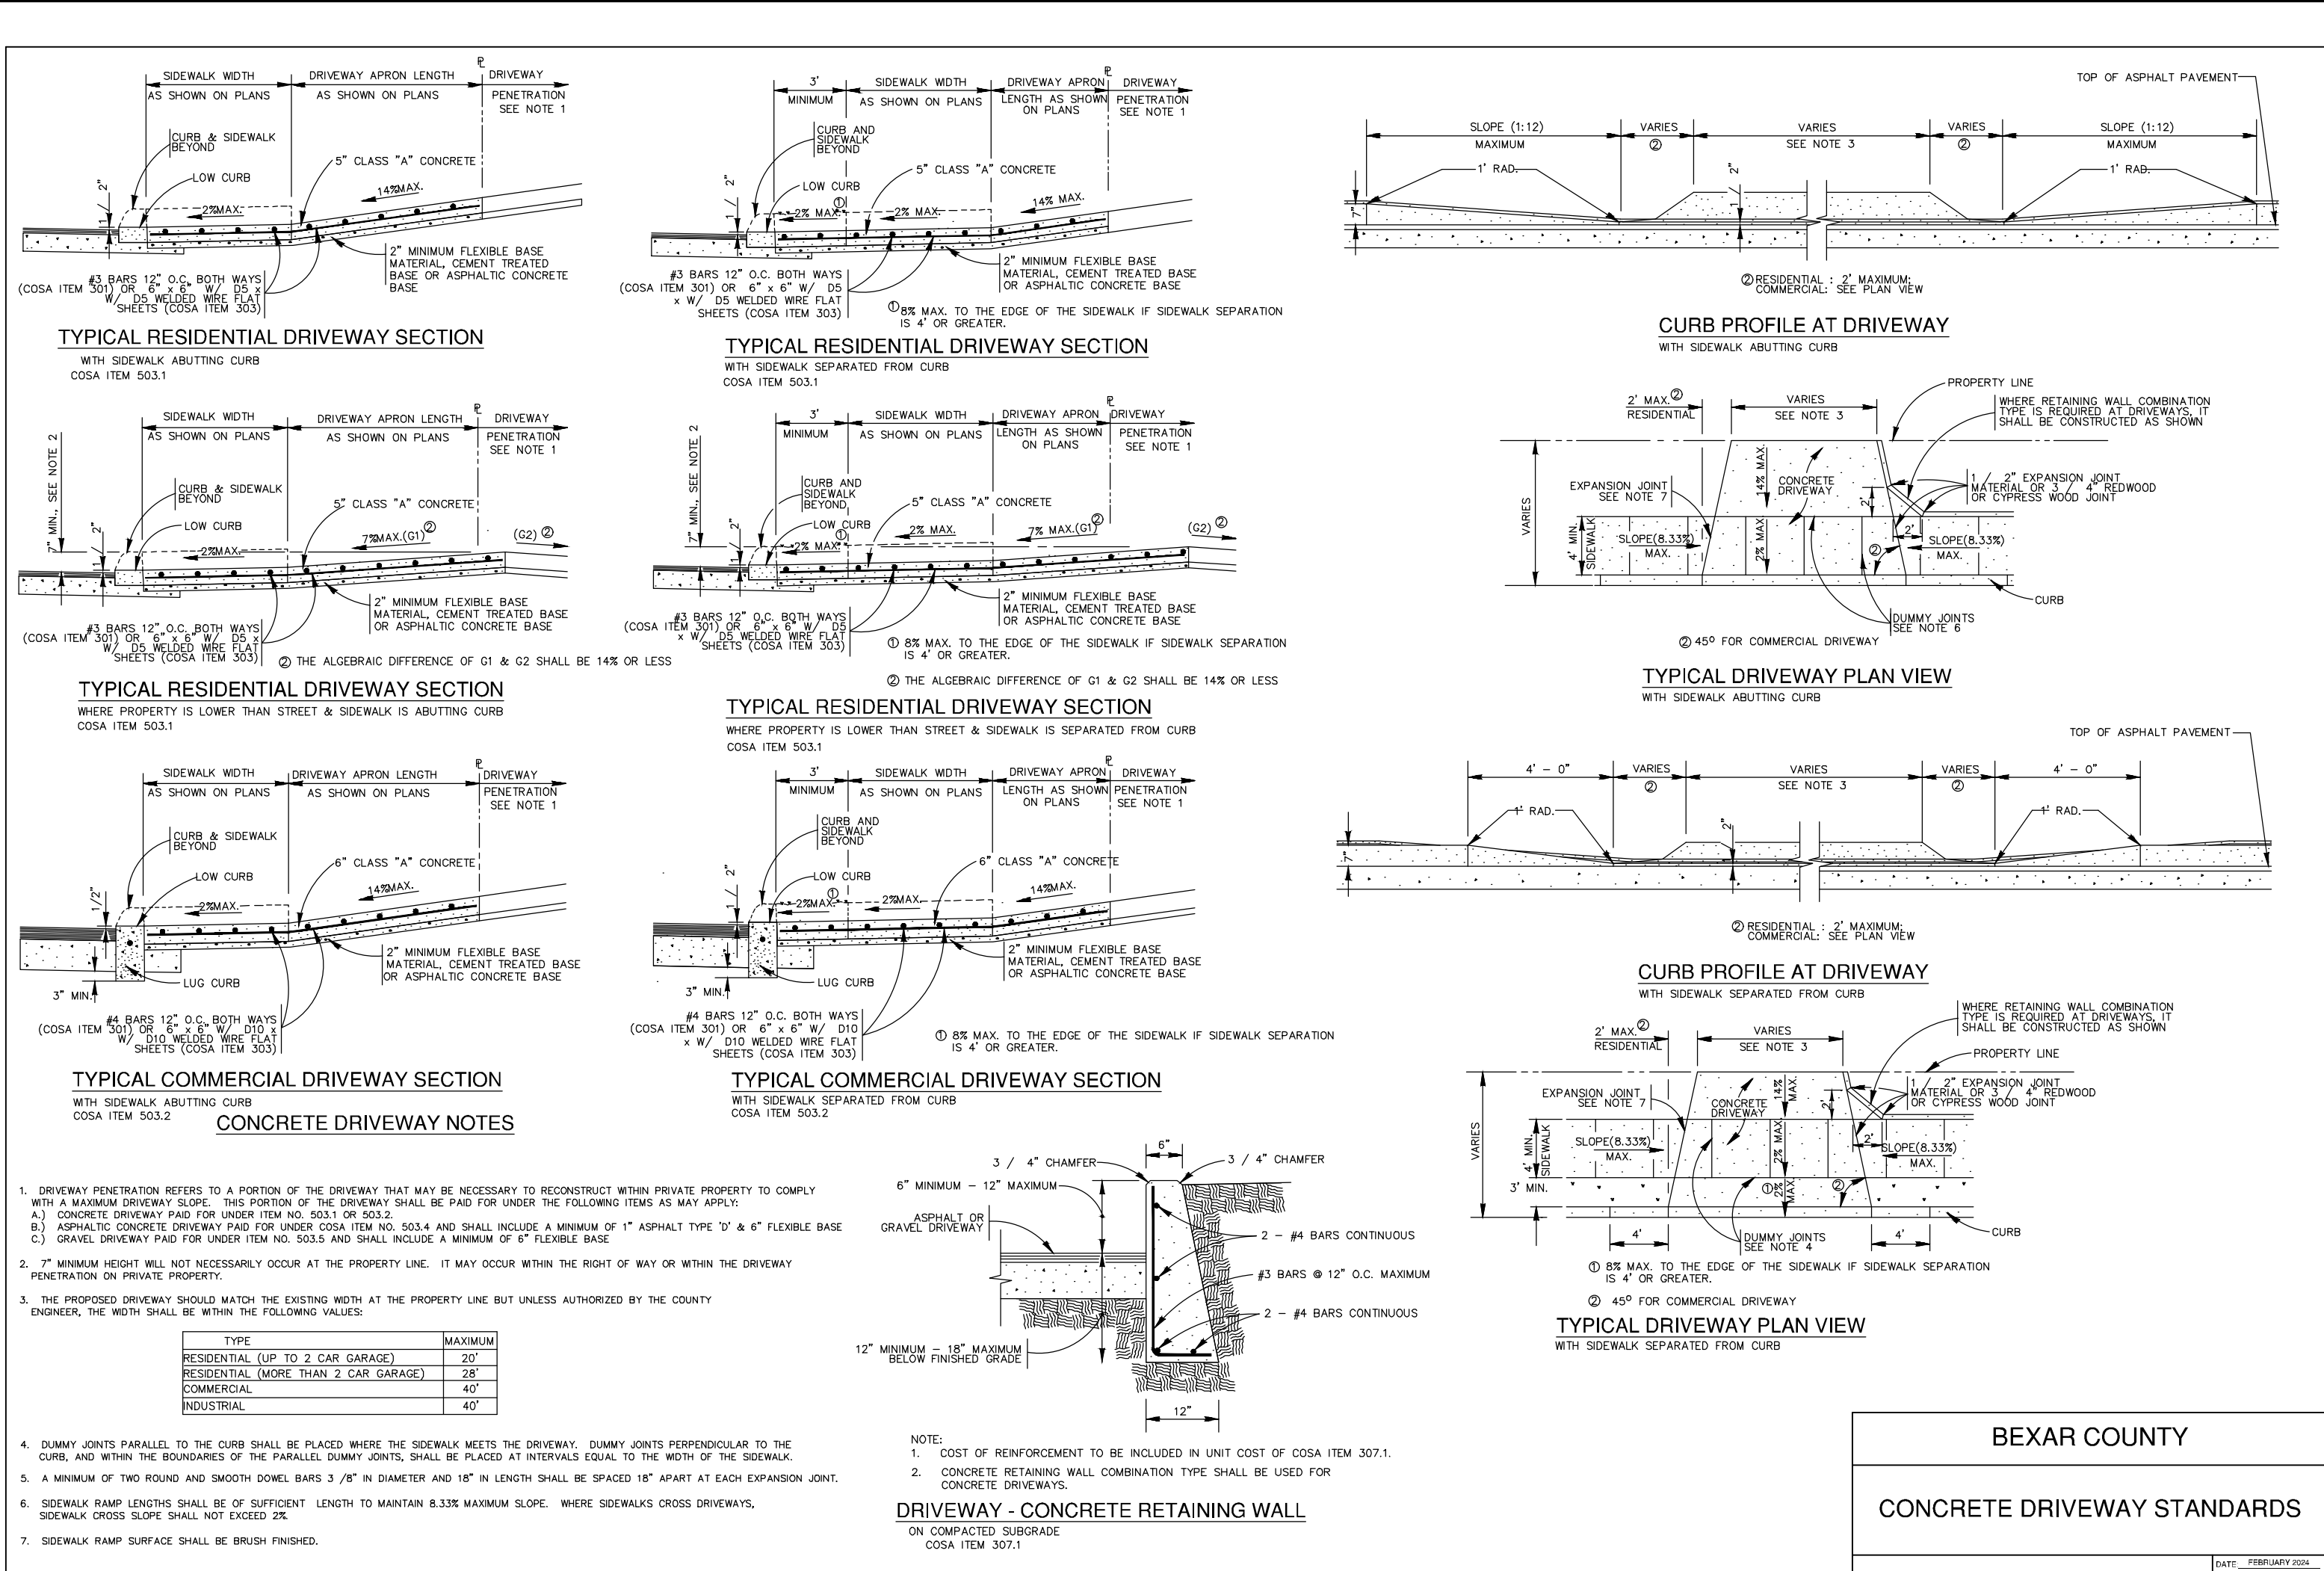 SIDEWALK WIDTH
AS SHOWN ON PLANS
DRIVEWAY APRON LENGTH
AS SHOWN ON PLANS
PL
DRIVEWAY
PENETRATION
SEE NOTE 1
CURB & SIDEWALK
BEYOND
5" CLASS "A" CONCRETE
LOW CURB
14%MAX.
2%MAX.
1 / 2"
2" MINIMUM FLEXIBLE BASE
MATERIAL, CEMENT TREATED
BASE OR ASPHALTIC CONCRETE
BASE
#3 BARS 12" O.C. BOTH WAYS
(COSA ITEM 301) OR 6" x 6" W/ D5 x
W/ D5 WELDED WIRE FLAT
SHEETS (COSA ITEM 303)
TYPICAL RESIDENTIAL DRIVEWAY SECTION
WITH SIDEWALK ABUTTING CURB
COSA ITEM 503.1
3'
MINIMUM
SIDEWALK WIDTH
AS SHOWN ON PLANS
DRIVEWAY APRON
LENGTH AS SHOWN
ON PLANS
PL
DRIVEWAY
PENETRATION
SEE NOTE 1
CURB AND
SIDEWALK
BEYOND
5" CLASS "A" CONCRETE
LOW CURB
①
2% MAX.
2% MAX.
14% MAX.
1 / 2"
2" MINIMUM FLEXIBLE BASE
MATERIAL, CEMENT TREATED BASE
OR ASPHALTIC CONCRETE BASE
#3 BARS 12" O.C. BOTH WAYS
(COSA ITEM 301) OR 6" x 6" W/ D5
x W/ D5 WELDED WIRE FLAT
SHEETS (COSA ITEM 303)
① 8% MAX. TO THE EDGE OF THE SIDEWALK IF SIDEWALK SEPARATION
IS 4' OR GREATER.
TYPICAL RESIDENTIAL DRIVEWAY SECTION
WITH SIDEWALK SEPARATED FROM CURB
COSA ITEM 503.1
TOP OF ASPHALT PAVEMENT
SLOPE (1:12)
MAXIMUM
VARIES
②
VARIES
SEE NOTE 3
VARIES
②
SLOPE (1:12)
MAXIMUM
1' RAD.
1 / 2"
1' RAD.
7"
② RESIDENTIAL : 2' MAXIMUM;
COMMERCIAL: SEE PLAN VIEW
CURB PROFILE AT DRIVEWAY
WITH SIDEWALK ABUTTING CURB
SIDEWALK WIDTH
AS SHOWN ON PLANS
DRIVEWAY APRON LENGTH
AS SHOWN ON PLANS
PL
DRIVEWAY
PENETRATION
SEE NOTE 1
7" MIN., SEE NOTE 2
1 / 2"
CURB & SIDEWALK
BEYOND
5" CLASS "A" CONCRETE
LOW CURB
2%MAX.
7%MAX.(G1) ②
(G2) ②
2" MINIMUM FLEXIBLE BASE
MATERIAL, CEMENT TREATED BASE
OR ASPHALTIC CONCRETE BASE
#3 BARS 12" O.C. BOTH WAYS
(COSA ITEM 301) OR 6" x 6" W/ D5 x
W/ D5 WELDED WIRE FLAT
SHEETS (COSA ITEM 303)
② THE ALGEBRAIC DIFFERENCE OF G1 & G2 SHALL BE 14% OR LESS
TYPICAL RESIDENTIAL DRIVEWAY SECTION
WHERE PROPERTY IS LOWER THAN STREET & SIDEWALK IS ABUTTING CURB
COSA ITEM 503.1
3'
MINIMUM
SIDEWALK WIDTH
AS SHOWN ON PLANS
DRIVEWAY APRON
LENGTH AS SHOWN
ON PLANS
PL
DRIVEWAY
PENETRATION
SEE NOTE 1
7" MIN., SEE NOTE 2
1 / 2"
CURB AND
SIDEWALK
BEYOND
5" CLASS "A" CONCRETE
LOW CURB
①
2% MAX.
2% MAX.
7% MAX.(G1) ②
(G2) ②
2" MINIMUM FLEXIBLE BASE
MATERIAL, CEMENT TREATED BASE
OR ASPHALTIC CONCRETE BASE
#3 BARS 12" O.C. BOTH WAYS
(COSA ITEM 301) OR 6" x 6" W/ D5
x W/ D5 WELDED WIRE FLAT
SHEETS (COSA ITEM 303)
① 8% MAX. TO THE EDGE OF THE SIDEWALK IF SIDEWALK SEPARATION
IS 4' OR GREATER.
② THE ALGEBRAIC DIFFERENCE OF G1 & G2 SHALL BE 14% OR LESS
TYPICAL RESIDENTIAL DRIVEWAY SECTION
WHERE PROPERTY IS LOWER THAN STREET & SIDEWALK IS SEPARATED FROM CURB
COSA ITEM 503.1
PROPERTY LINE
2' MAX. ②
RESIDENTIAL
VARIES
SEE NOTE 3
WHERE RETAINING WALL COMBINATION
TYPE IS REQUIRED AT DRIVEWAYS, IT
SHALL BE CONSTRUCTED AS SHOWN
EXPANSION JOINT
SEE NOTE 7
14% MAX.
CONCRETE
DRIVEWAY
2'
1 / 2" EXPANSION JOINT
MATERIAL OR 3 / 4" REDWOOD
OR CYPRESS WOOD JOINT
VARIES
4' MIN.
SIDEWALK
SLOPE(8.33%)
MAX.
2% MAX.
2'
②
SLOPE(8.33%)
MAX.
CURB
DUMMY JOINTS
SEE NOTE 6
② 45° FOR COMMERCIAL DRIVEWAY
TYPICAL DRIVEWAY PLAN VIEW
WITH SIDEWALK ABUTTING CURB
SIDEWALK WIDTH
AS SHOWN ON PLANS
DRIVEWAY APRON LENGTH
AS SHOWN ON PLANS
PL
DRIVEWAY
PENETRATION
SEE NOTE 1
CURB & SIDEWALK
BEYOND
6" CLASS "A" CONCRETE
LOW CURB
14%MAX.
2%MAX.
1/2"
2" MINIMUM FLEXIBLE BASE
MATERIAL, CEMENT TREATED BASE
OR ASPHALTIC CONCRETE BASE
LUG CURB
3" MIN.
#4 BARS 12" O.C. BOTH WAYS
(COSA ITEM 301) OR 6" x 6" W/ D10 x
W/ D10 WELDED WIRE FLAT
SHEETS (COSA ITEM 303)
TYPICAL COMMERCIAL DRIVEWAY SECTION
WITH SIDEWALK ABUTTING CURB
COSA ITEM 503.2
3'
MINIMUM
SIDEWALK WIDTH
AS SHOWN ON PLANS
DRIVEWAY APRON
LENGTH AS SHOWN
ON PLANS
PL
DRIVEWAY
PENETRATION
SEE NOTE 1
CURB AND
SIDEWALK
BEYOND
6" CLASS "A" CONCRETE
LOW CURB
①
2%MAX.
2%MAX.
14%MAX.
1 / 2"
2" MINIMUM FLEXIBLE BASE
MATERIAL, CEMENT TREATED BASE
OR ASPHALTIC CONCRETE BASE
LUG CURB
3" MIN.
#4 BARS 12" O.C. BOTH WAYS
(COSA ITEM 301) OR 6" x 6" W/ D10
x W/ D10 WELDED WIRE FLAT
SHEETS (COSA ITEM 303)
① 8% MAX. TO THE EDGE OF THE SIDEWALK IF SIDEWALK SEPARATION
IS 4' OR GREATER.
TYPICAL COMMERCIAL DRIVEWAY SECTION
WITH SIDEWALK SEPARATED FROM CURB
COSA ITEM 503.2
TOP OF ASPHALT PAVEMENT
4' - 0"
VARIES
②
VARIES
SEE NOTE 3
VARIES
②
4' - 0"
1' RAD.
2"
1' RAD.
7"
② RESIDENTIAL : 2' MAXIMUM;
COMMERCIAL: SEE PLAN VIEW
CURB PROFILE AT DRIVEWAY
WITH SIDEWALK SEPARATED FROM CURB
2' MAX. ②
RESIDENTIAL
VARIES
SEE NOTE 3
WHERE RETAINING WALL COMBINATION
TYPE IS REQUIRED AT DRIVEWAYS, IT
SHALL BE CONSTRUCTED AS SHOWN
PROPERTY LINE
EXPANSION JOINT
SEE NOTE 7
CONCRETE
DRIVEWAY
14%
MAX.
2'
1 / 2" EXPANSION JOINT
MATERIAL OR 3 / 4" REDWOOD
OR CYPRESS WOOD JOINT
VARIES
4' MIN.
SIDEWALK
SLOPE(8.33%)
MAX.
2% MAX.
2'
SLOPE(8.33%)
MAX.
3' MIN.
① 2%
MAX.
②
4'
DUMMY JOINTS
SEE NOTE 4
4'
CURB
① 8% MAX. TO THE EDGE OF THE SIDEWALK IF SIDEWALK SEPARATION
IS 4' OR GREATER.
② 45° FOR COMMERCIAL DRIVEWAY
TYPICAL DRIVEWAY PLAN VIEW
WITH SIDEWALK SEPARATED FROM CURB
CONCRETE DRIVEWAY NOTES
1. DRIVEWAY PENETRATION REFERS TO A PORTION OF THE DRIVEWAY THAT MAY BE NECESSARY TO RECONSTRUCT WITHIN PRIVATE PROPERTY TO COMPLY
WITH A MAXIMUM DRIVEWAY SLOPE. THIS PORTION OF THE DRIVEWAY SHALL BE PAID FOR UNDER THE FOLLOWING ITEMS AS MAY APPLY:
A.) CONCRETE DRIVEWAY PAID FOR UNDER ITEM NO. 503.1 OR 503.2.
B.) ASPHALTIC CONCRETE DRIVEWAY PAID FOR UNDER COSA ITEM NO. 503.4 AND SHALL INCLUDE A MINIMUM OF 1" ASPHALT TYPE 'D' & 6" FLEXIBLE BASE
C.) GRAVEL DRIVEWAY PAID FOR UNDER ITEM NO. 503.5 AND SHALL INCLUDE A MINIMUM OF 6" FLEXIBLE BASE
2. 7" MINIMUM HEIGHT WILL NOT NECESSARILY OCCUR AT THE PROPERTY LINE. IT MAY OCCUR WITHIN THE RIGHT OF WAY OR WITHIN THE DRIVEWAY
PENETRATION ON PRIVATE PROPERTY.
3. THE PROPOSED DRIVEWAY SHOULD MATCH THE EXISTING WIDTH AT THE PROPERTY LINE BUT UNLESS AUTHORIZED BY THE COUNTY
ENGINEER, THE WIDTH SHALL BE WITHIN THE FOLLOWING VALUES:
TYPE MAXIMUM
RESIDENTIAL (UP TO 2 CAR GARAGE) 20'
RESIDENTIAL (MORE THAN 2 CAR GARAGE) 28'
COMMERCIAL 40'
INDUSTRIAL 40'
4. DUMMY JOINTS PARALLEL TO THE CURB SHALL BE PLACED WHERE THE SIDEWALK MEETS THE DRIVEWAY. DUMMY JOINTS PERPENDICULAR TO THE
CURB, AND WITHIN THE BOUNDARIES OF THE PARALLEL DUMMY JOINTS, SHALL BE PLACED AT INTERVALS EQUAL TO THE WIDTH OF THE SIDEWALK.
5. A MINIMUM OF TWO ROUND AND SMOOTH DOWEL BARS 3 /8" IN DIAMETER AND 18" IN LENGTH SHALL BE SPACED 18" APART AT EACH EXPANSION JOINT.
6. SIDEWALK RAMP LENGTHS SHALL BE OF SUFFICIENT LENGTH TO MAINTAIN 8.33% MAXIMUM SLOPE. WHERE SIDEWALKS CROSS DRIVEWAYS,
SIDEWALK CROSS SLOPE SHALL NOT EXCEED 2%.
7. SIDEWALK RAMP SURFACE SHALL BE BRUSH FINISHED.
6"
3 / 4" CHAMFER
3 / 4" CHAMFER
6" MINIMUM - 12" MAXIMUM
ASPHALT OR
GRAVEL DRIVEWAY
2 - #4 BARS CONTINUOUS
#3 BARS @ 12" O.C. MAXIMUM
2 - #4 BARS CONTINUOUS
12" MINIMUM - 18" MAXIMUM
BELOW FINISHED GRADE
12"
NOTE:
1. COST OF REINFORCEMENT TO BE INCLUDED IN UNIT COST OF COSA ITEM 307.1.
2. CONCRETE RETAINING WALL COMBINATION TYPE SHALL BE USED FOR
CONCRETE DRIVEWAYS.
DRIVEWAY - CONCRETE RETAINING WALL
ON COMPACTED SUBGRADE
COSA ITEM 307.1
BEXAR COUNTY
CONCRETE DRIVEWAY STANDARDS
DATE: FEBRUARY 2024